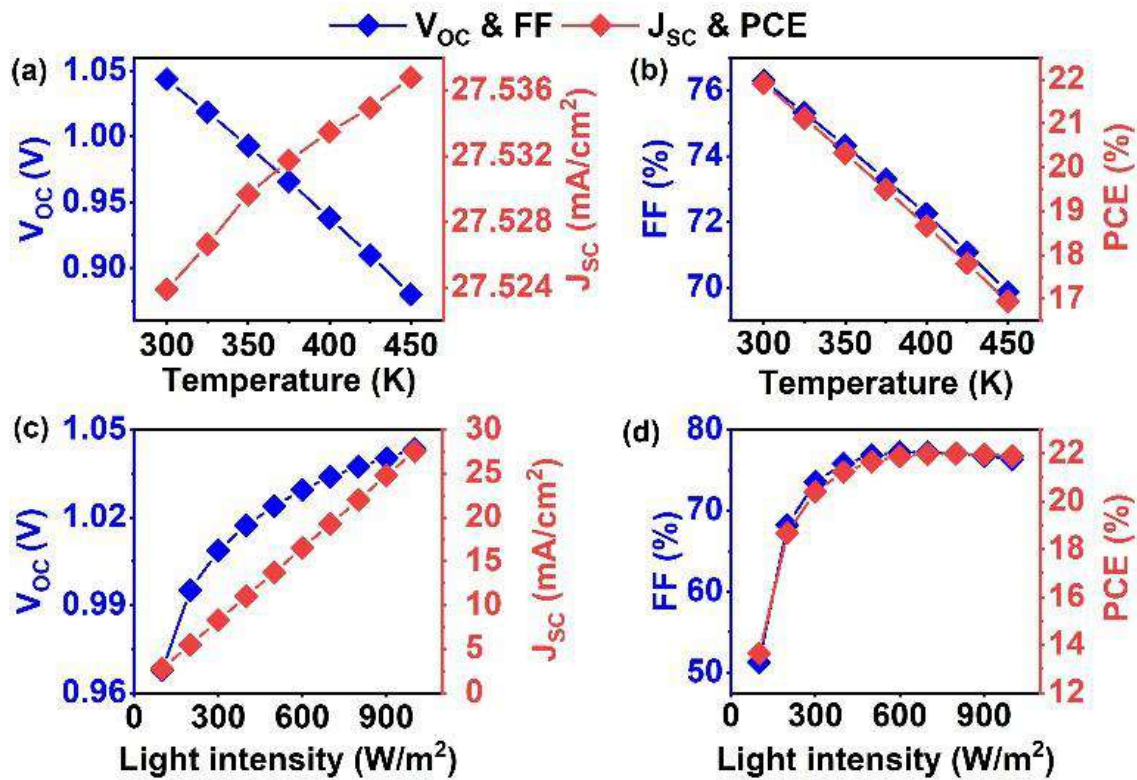 V_OC & FF J_SC & PCE
(a)
V_OC (V)
1.05
1.00
0.95
0.90
27.536
27.532
27.528
27.524
J_SC (mA/cm²)
300 350 400 450
Temperature (K)
(b)
FF (%)
76
74
72
70
22
21
20
19
18
17
PCE (%)
300 350 400 450
Temperature (K)
(c)
V_OC (V)
1.05
1.02
0.99
0.96
30
25
20
15
10
5
0
J_SC (mA/cm²)
0 300 600 900
Light intensity (W/m²)
(d)
FF (%)
80
70
60
50
22
20
18
16
14
12
PCE (%)
0 300 600 900
Light intensity (W/m²)